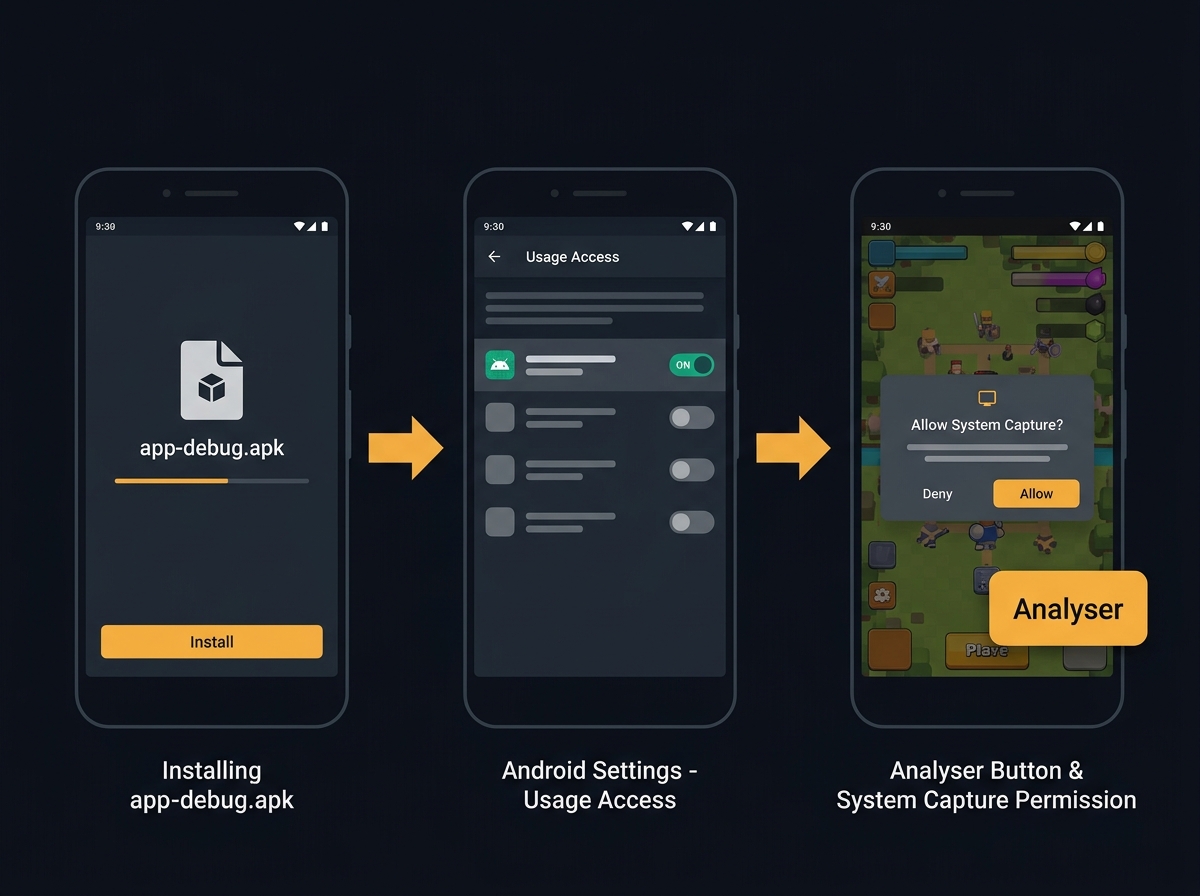 9:30
app-debug.apk
Install
Installing
app-debug.apk
9:30
Usage Access
ON
Android Settings -
Usage Access
9:30
Allow System Capture?
Deny
Allow
Analyser
Analyser Button &
System Capture Permission